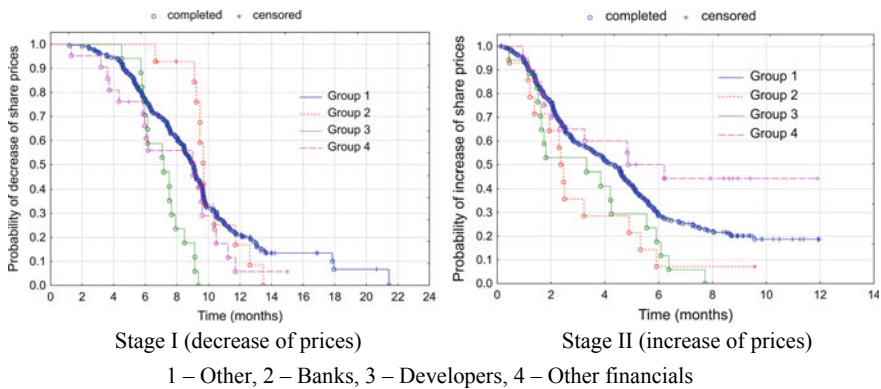 completed censored
completed censored
Probability of decrease of share prices
1.0
0.9
0.8
0.7
0.6
0.5
0.4
0.3
0.2
0.1
0.0
Group 1
Group 2
Group 3
Group 4
0 2 4 6 8 10 12 14 16 18 20 22 24
Time (months)
Probability of increase of share prices
1.0
0.9
0.8
0.7
0.6
0.5
0.4
0.3
0.2
0.1
0.0
Group 1
Group 2
Group 3
Group 4
0 2 4 6 8 10 12 14
Time (months)
Stage I (decrease of prices)
Stage II (increase of prices)
1 – Other, 2 – Banks, 3 – Developers, 4 – Other financials